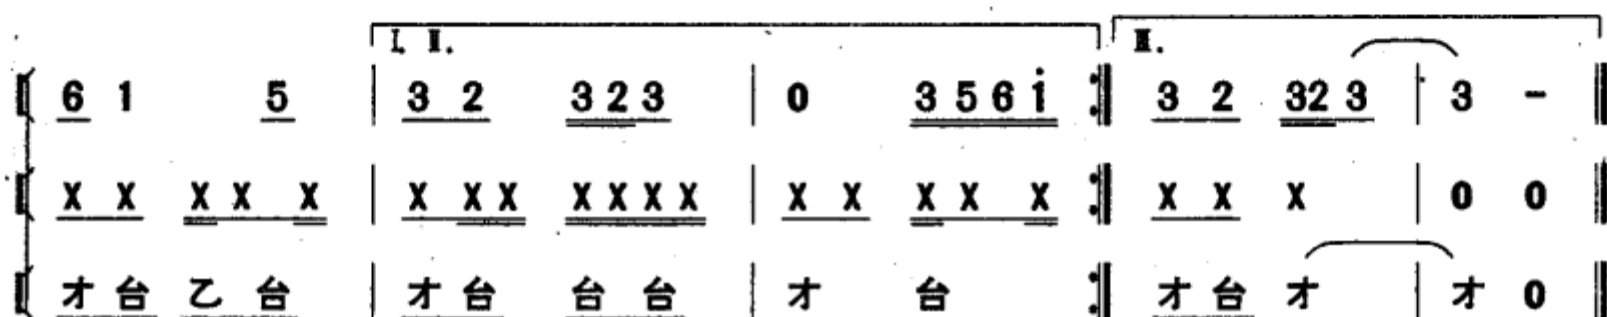 I. II. III.
6 1 5 | 3 2 3 2 3 | 0 3 5 6 i :‖ 3 2 3 2 3 | 3 - ‖
X X X X X | X X X X X X X | X X X X X :‖ X X X | 0 0 ‖
才 台 乙 台 | 才 台 台 台 | 才 台 :‖ 才 台 才 | 才 0 ‖